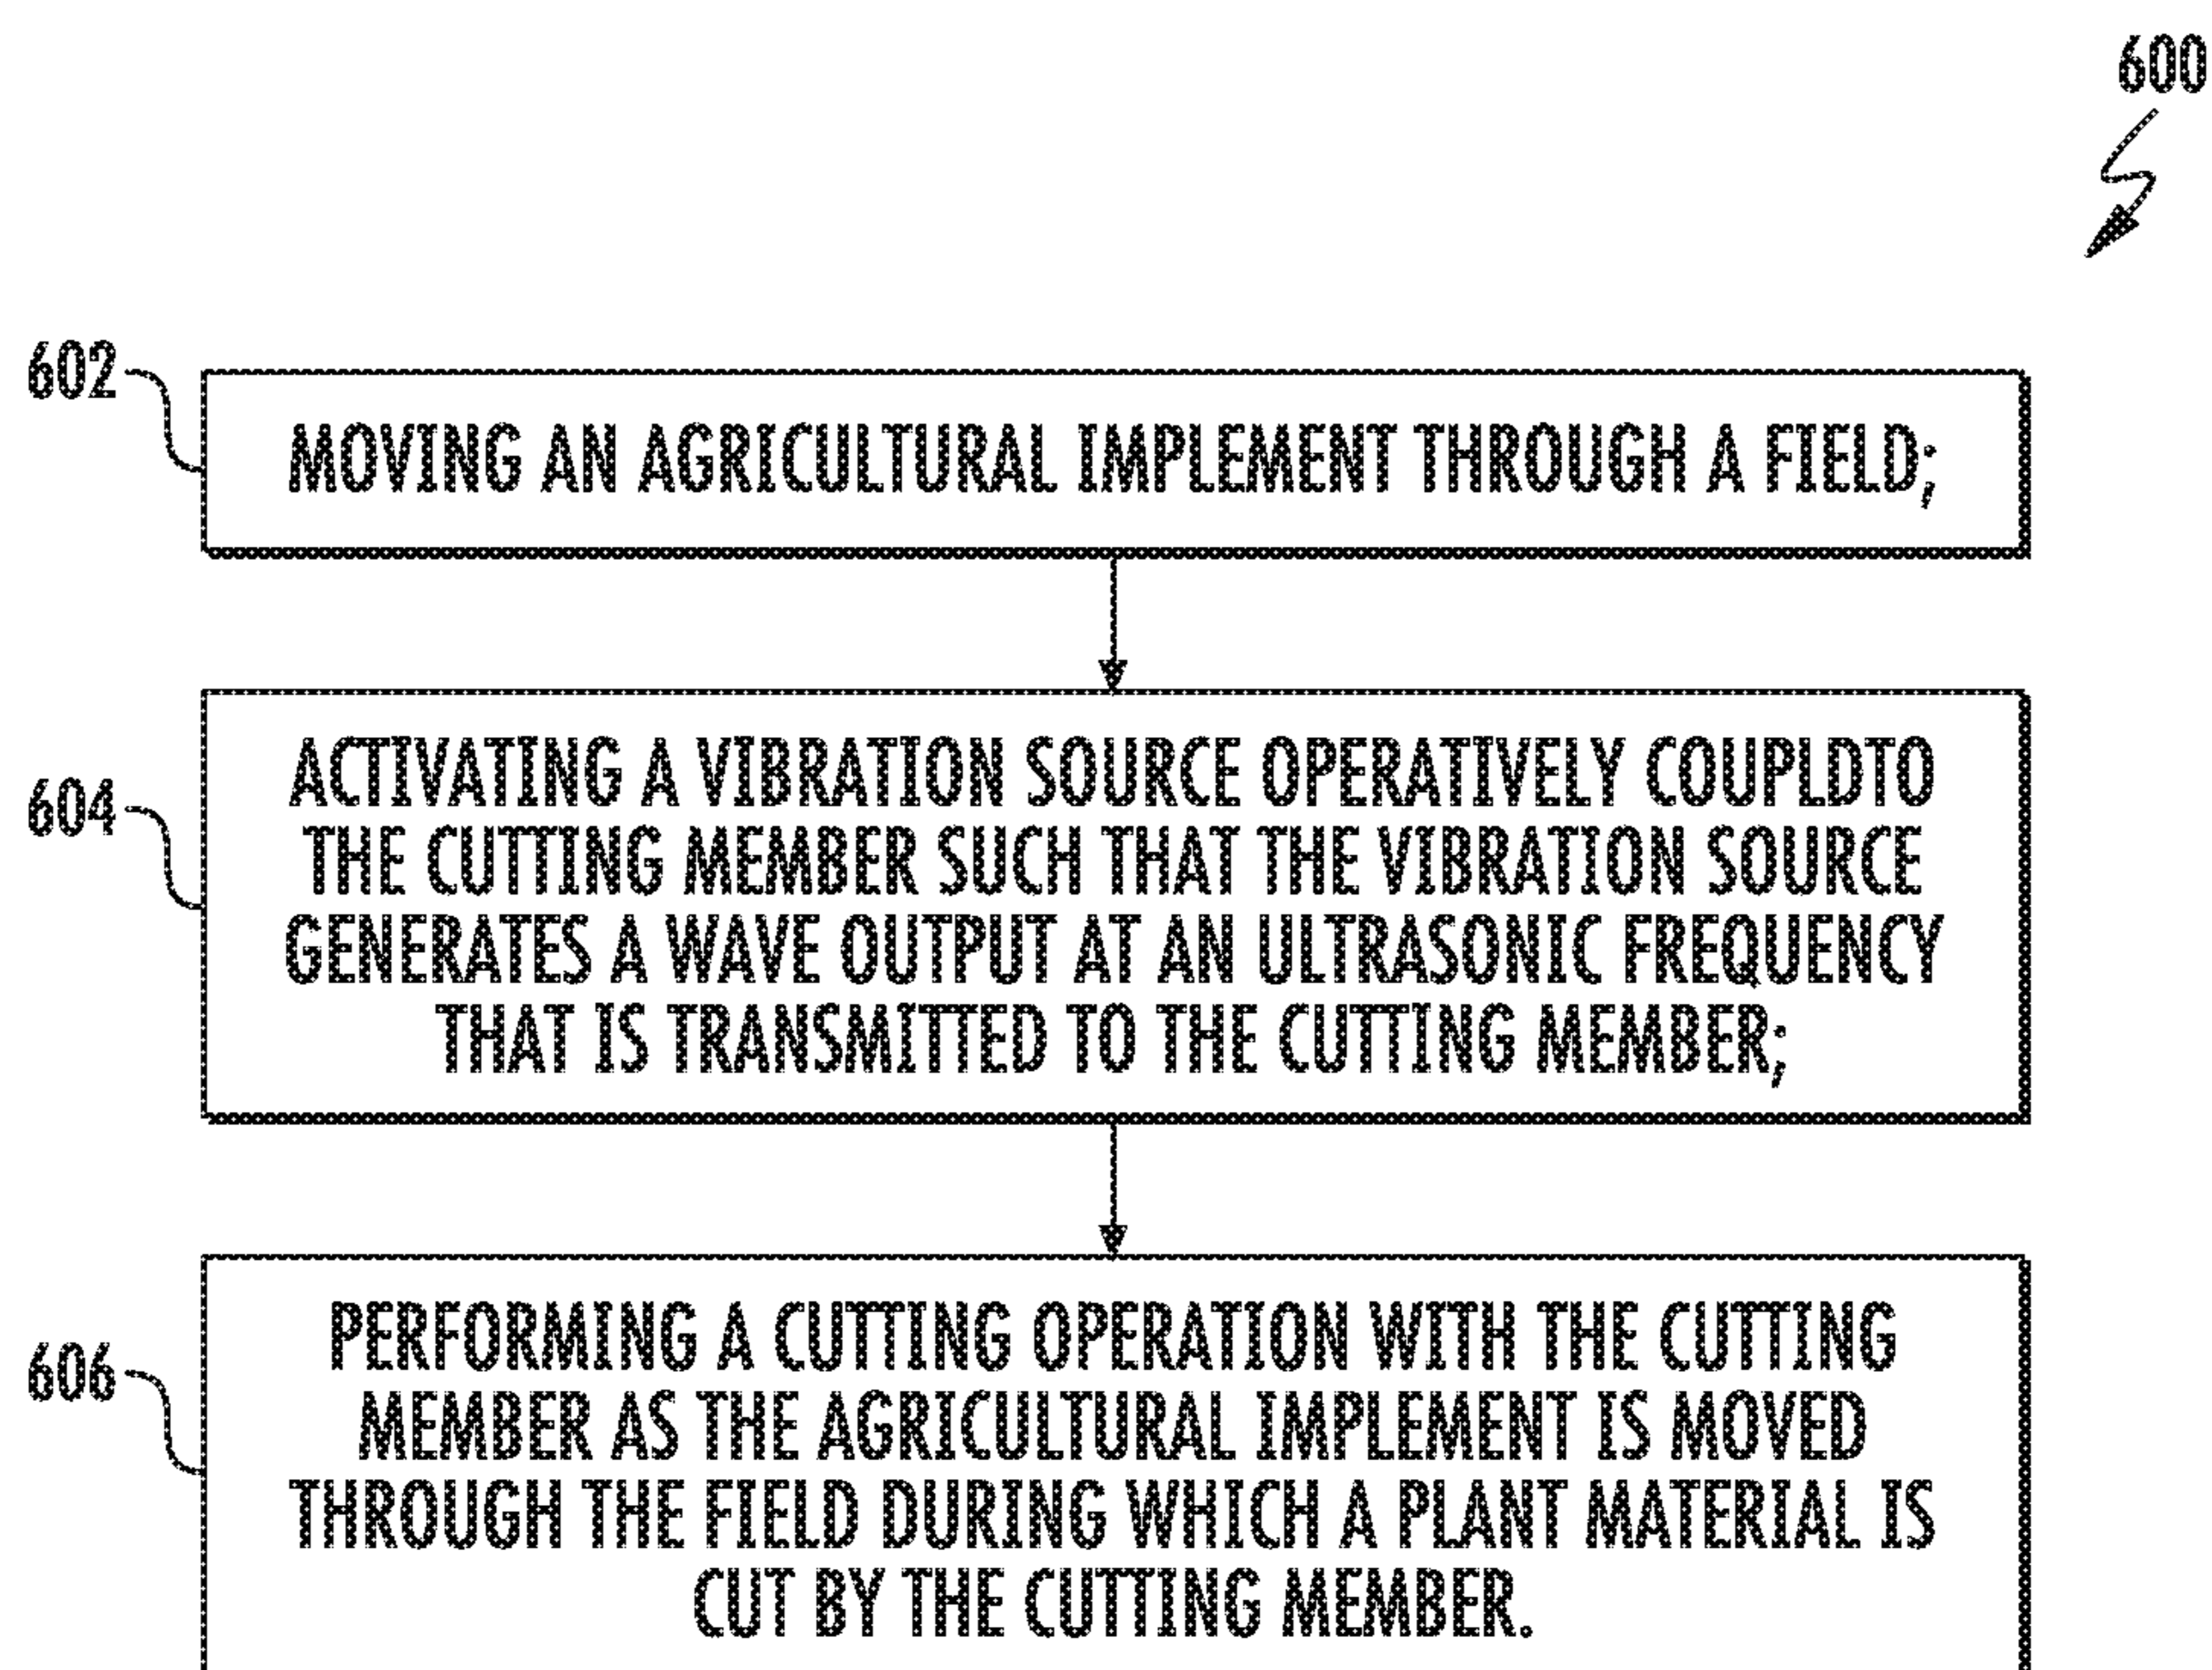 600
602
MOVING AN AGRICULTURAL IMPLEMENT THROUGH A FIELD;
604
ACTIVATING A VIBRATION SOURCE OPERATIVELY COUPLDTO
THE CUTTING MEMBER SUCH THAT THE VIBRATION SOURCE
GENERATES A WAVE OUTPUT AT AN ULTRASONIC FREQUENCY
THAT IS TRANSMITTED TO THE CUTTING MEMBER;
606
PERFORMING A CUTTING OPERATION WITH THE CUTTING
MEMBER AS THE AGRICULTURAL IMPLEMENT IS MOVED
THROUGH THE FIELD DURING WHICH A PLANT MATERIAL IS
CUT BY THE CUTTING MEMBER.